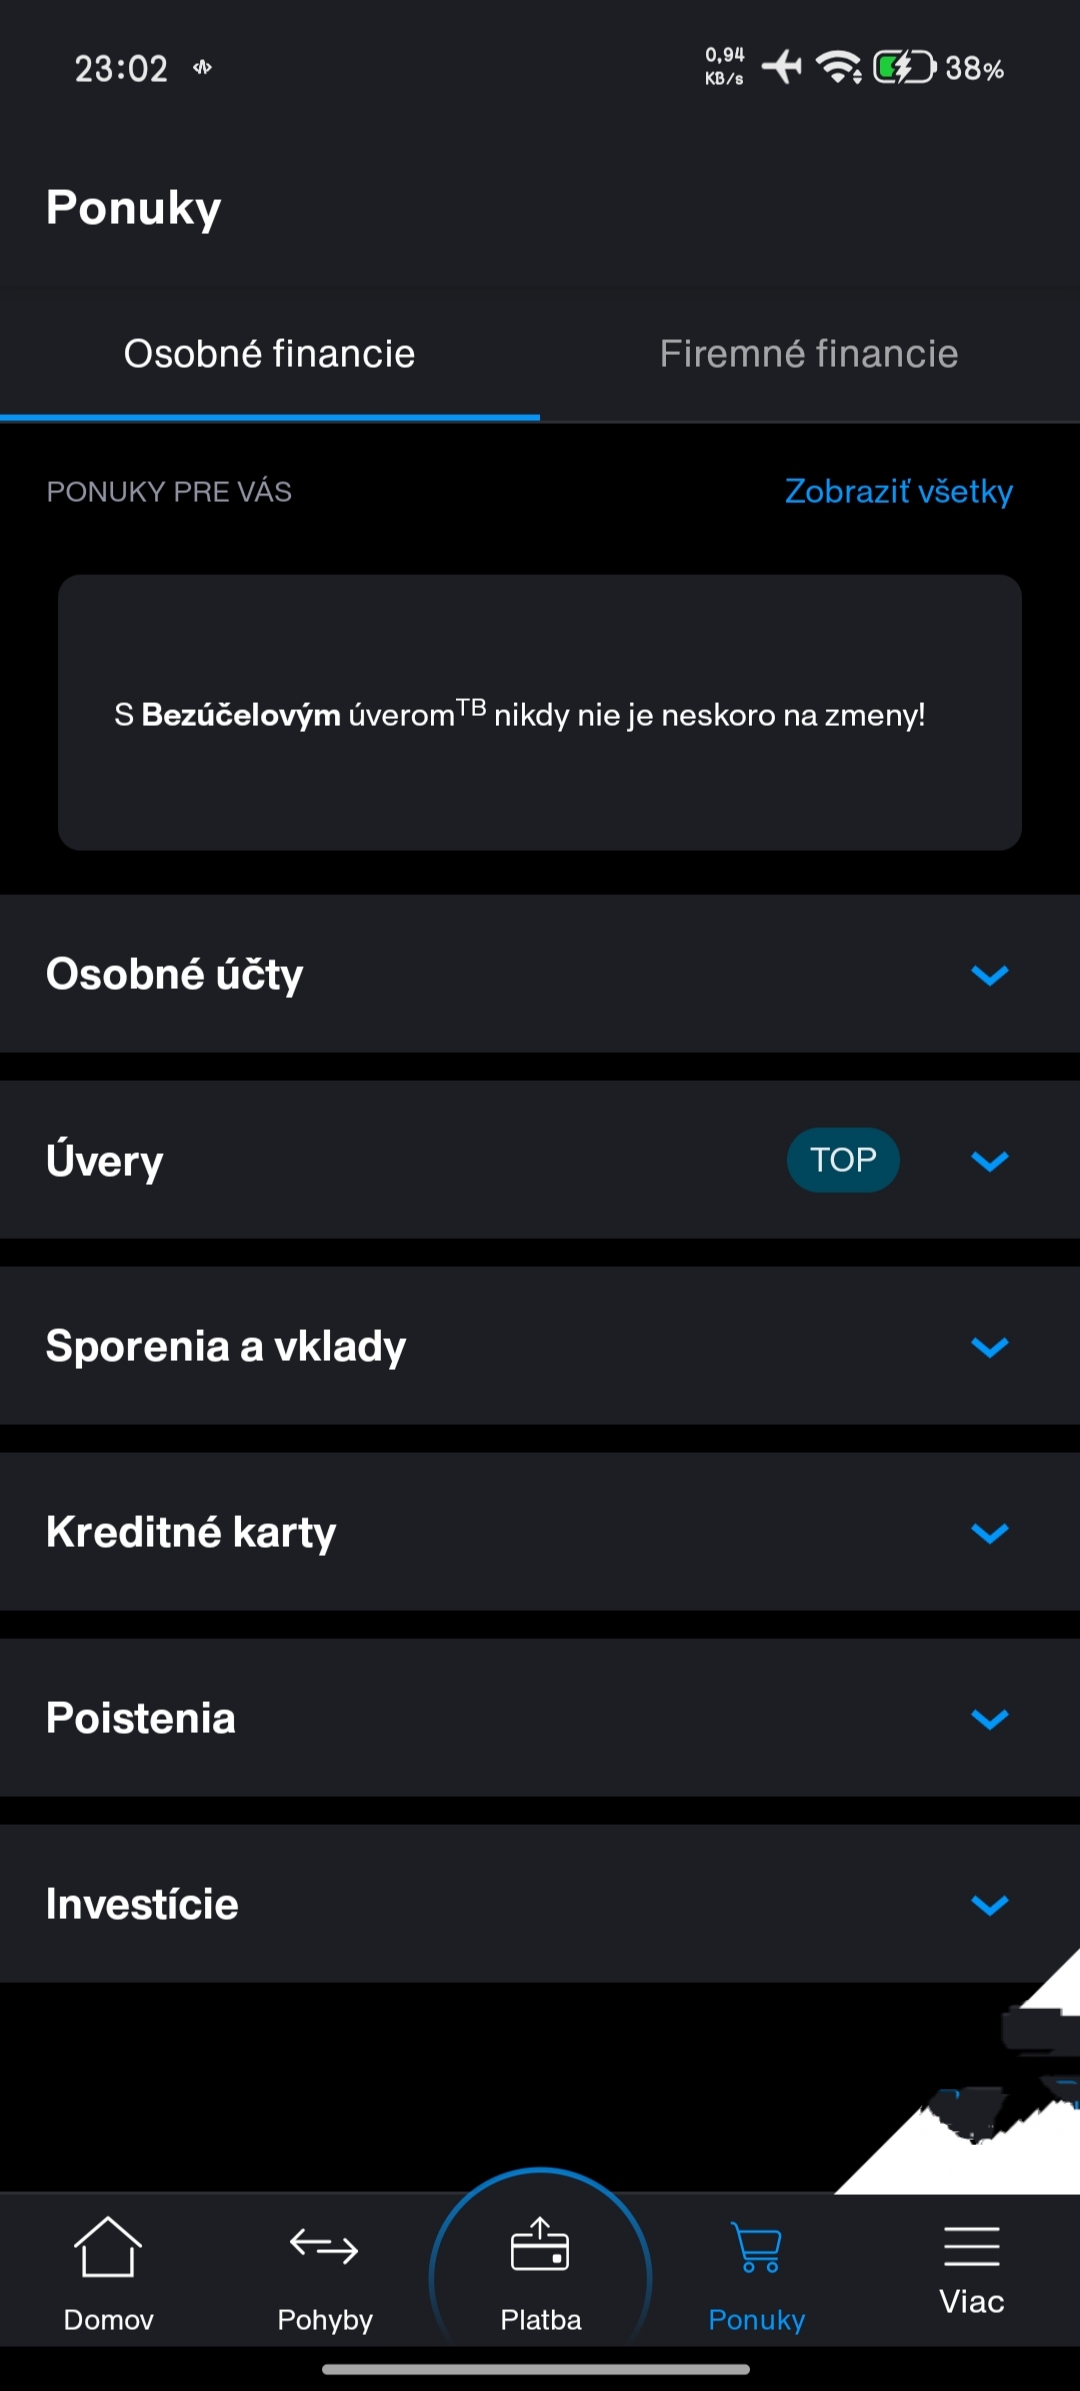 23:02
0,94
KB/s
38%
Ponuky
Osobné financie
Firemné financie
PONUKY PRE VÁS
Zobraziť všetky
S Bezúčelovým úveromTB nikdy nie je neskoro na zmeny!
Osobné účty
Úvery
TOP
Sporenia a vklady
Kreditné karty
Poistenia
Investície
Domov
Pohyby
Platba
Ponuky
Viac